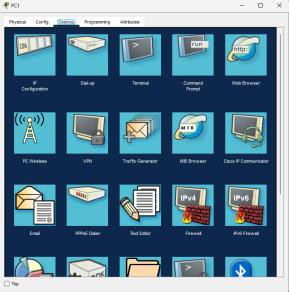 PC1
Physical Config Desktop Programming Attributes
106
>
run
http:
IP Configuration
Dial-up
Terminal
Command Prompt
Web Browser
MIB
PC Wireless
VPN
Traffic Generator
MIB Browser
Cisco IP Communicator
IPv4
IPv6
Email
PPPoE Dialer
Text Editor
Firewall
IPv6 Firewall
>
Top